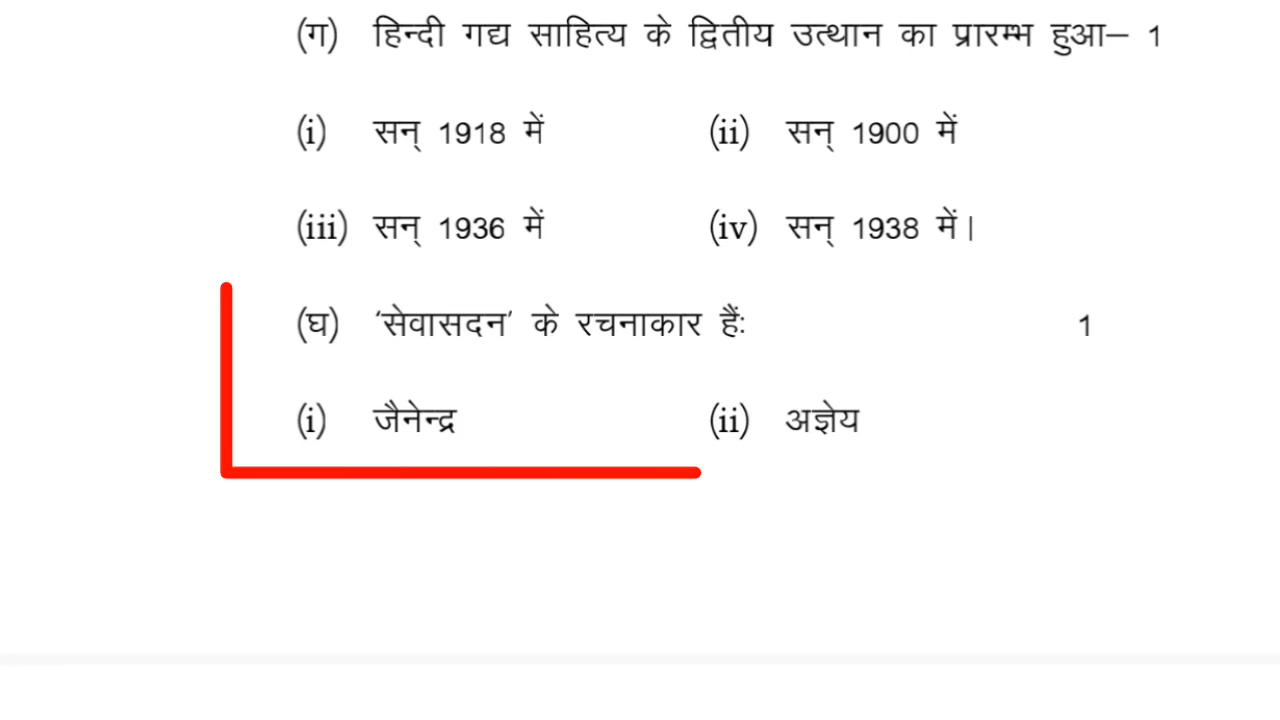 (ग) हिन्दी गद्य साहित्य के द्वितीय उत्थान का प्रारम्भ हुआ– 1
(i) सन् 1918 में (ii) सन् 1900 में
(iii) सन् 1936 में (iv) सन् 1938 में।
(घ) ‘सेवासदन’ के रचनाकार हैं: 1
(i) जैनेन्द्र (ii) अज्ञेय